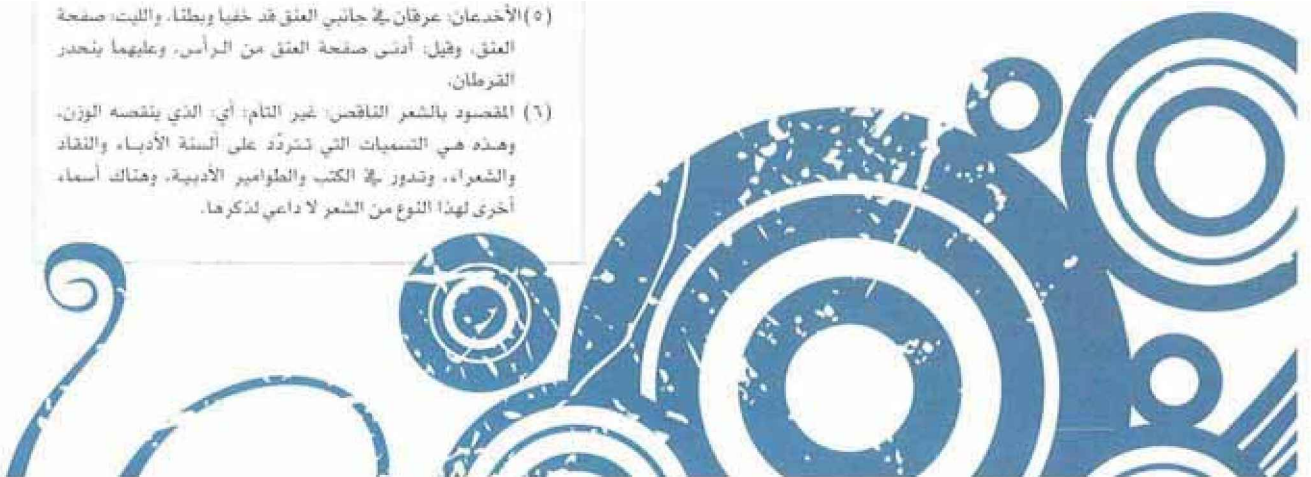 (٥)الأخدعان: عرقان في جانبي العنق قد خفيا وبطنا، والليت: صفحة
العنق، وقيل: أدنى صفحة العنق من الرأس، وعليهما ينحدر
القرطان.
(٦) المقصود بالشعر الناقص: غير التام؛ أي: الذي ينقصه الوزن،
وهذه هي التسميات التي تتردّد على ألسنة الأدباء والنقاد
والشعراء، وتدور في الكتب والطوامير الأدبية، وهناك أسماء
أخرى لهذا النوع من الشعر لا داعي لذكرها.